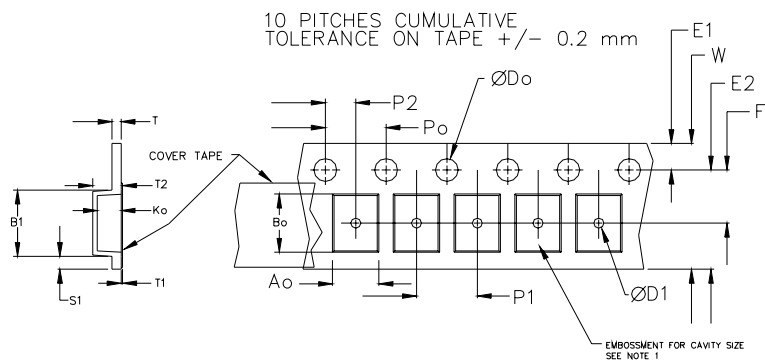 10 PITCHES CUMULATIVE
TOLERANCE ON TAPE +/- 0.2 mm
E1
W
E2
F
ØDo
P2
Po
T
COVER TAPE
T2
Ko
B1
Bo
S1
T1
Ao
P1
ØD1
EMBOSSMENT FOR CAVITY SIZE
SEE NOTE 1